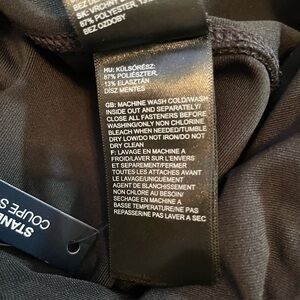 BEZ OZDOBY
HU: KÜLSŐRÉSZ:
87% POLIÉSZTER,
13% ELASZTÁN
DÍSZ MENTES
GB: MACHINE WASH COLD/WASH
INSIDE OUT AND SEPARATELY/
CLOSE ALL FASTENERS BEFORE
WASHING/ONLY NON CHLORINE
BLEACH WHEN NEEDED/TUMBLE
DRY LOW/DO NOT IRON/DO NOT
DRY CLEAN
F: LAVAGE EN MACHINE A
FROID/LAVER SUR L'ENVERS
ET SEPAREMENT/FERMER
TOUTES LES ATTACHES AVANT
LE LAVAGE/UNIQUEMENT
AGENT DE BLANCHISSEMENT
NON CHLORE AU BESOIN/
SECHAGE EN MACHINE A
BASSE TEMPERATURE/NE PAS
REPASSER/NE PAS LAVER A SEC
STAND
COUPE S